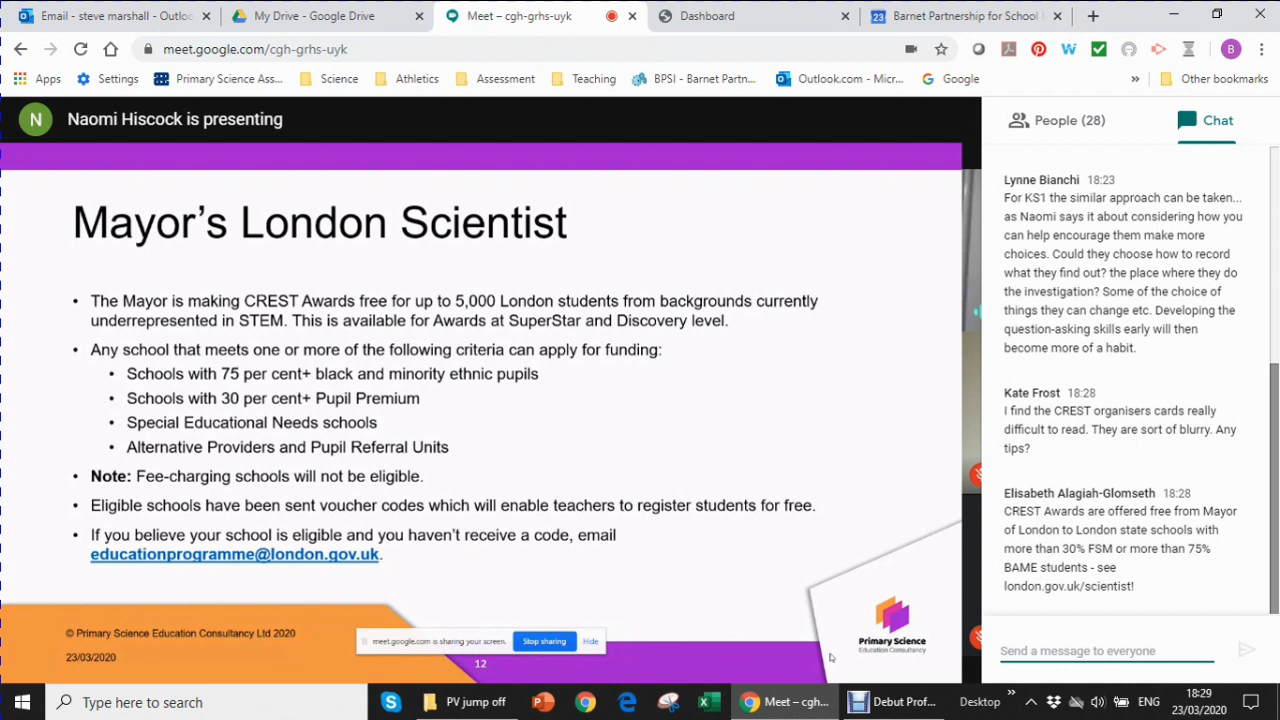 Email - steve marshall - Outloo
My Drive - Google Drive
Meet – cgh-grhs-uyk
Dashboard
23
Barnet Partnership for School I
meet.google.com/cgh-grhs-uyk
B
Apps
Settings
Primary Science Ass...
Science
Athletics
Assessment
Teaching
BPSI - Barnet Partn...
Outlook.com - Micr...
Google
»
Other bookmarks
N
Naomi Hiscock is presenting
People (28)
Chat
Mayor's London Scientist
• The Mayor is making CREST Awards free for up to 5,000 London students from backgrounds currently
underrepresented in STEM. This is available for Awards at SuperStar and Discovery level.
• Any school that meets one or more of the following criteria can apply for funding:
• Schools with 75 per cent+ black and minority ethnic pupils
• Schools with 30 per cent+ Pupil Premium
• Special Educational Needs schools
• Alternative Providers and Pupil Referral Units
• Note: Fee-charging schools will not be eligible.
• Eligible schools have been sent voucher codes which will enable teachers to register students for free.
• If you believe your school is eligible and you haven't receive a code, email
educationprogramme@london.gov.uk.
© Primary Science Education Consultancy Ltd 2020
23/03/2020
meet.google.com is sharing your screen.
Stop sharing
Hide
12
Primary Science
Education Consultancy
Lynne Bianchi 18:23
For KS1 the similar approach can be taken...
as Naomi says it about considering how you
can help encourage them make more
choices. Could they choose how to record
what they find out? the place where they do
the investigation? Some of the choice of
things they can change etc. Developing the
question-asking skills early will then
become more of a habit.
Kate Frost 18:28
I find the CREST organisers cards really
difficult to read. They are sort of blurry. Any
tips?
Elisabeth Alagiah-Glomseth 18:28
CREST Awards are offered free from Mayor
of London to London state schools with
more than 30% FSM or more than 75%
BAME students - see
london.gov.uk/scientist!
Send a message to everyone
Type here to search
PV jump off
Meet – cgh-...
Debut Prof...
Desktop
»
ENG
18:29
23/03/2020